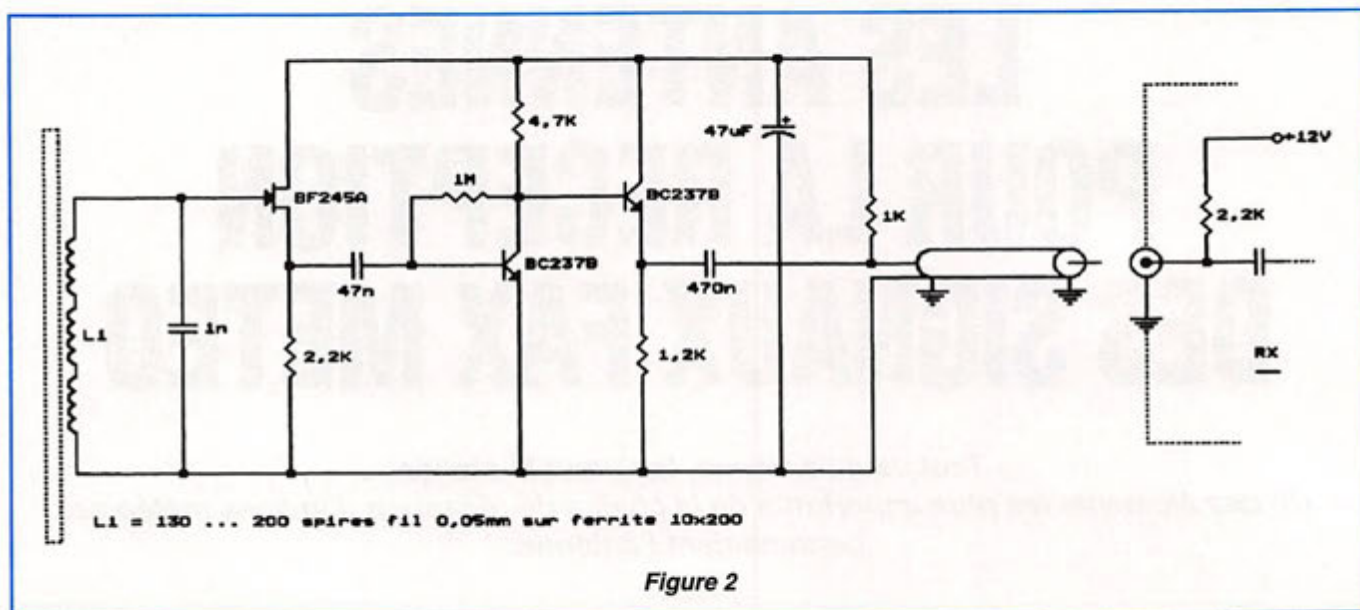 4,7K
47uF
+
+12V
1M
BF245A
BC237B
1K
2,2K
BC237B
47n
470n
L1
1n
2,2K
1,2K
RX
L1 = 130 ... 200 spires fil 0,05mm sur ferrite 10x200
Figure 2